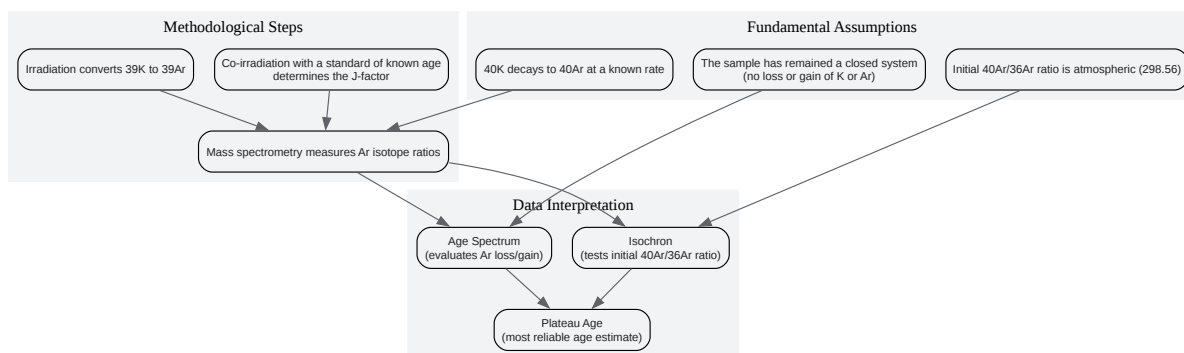 Methodological Steps
Fundamental Assumptions
Irradiation converts 39K to 39Ar
Co-irradiation with a standard of known age
determines the J-factor
40K decays to 40Ar at a known rate
The sample has remained a closed system
(no loss or gain of K or Ar)
Initial 40Ar/36Ar ratio is atmospheric (298.56)
Mass spectrometry measures Ar isotope ratios
Data Interpretation
Age Spectrum
(evaluates Ar loss/gain)
Isochron
(tests initial 40Ar/36Ar ratio)
Plateau Age
(most reliable age estimate)